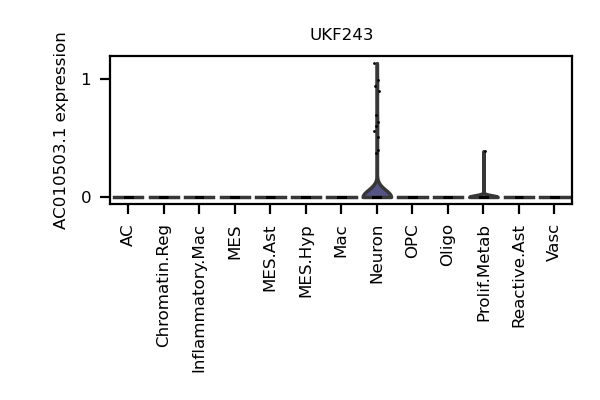 UKF243
AC010503.1 expression
1
0
AC
Chromatin.Reg
Inflammatory.Mac
MES
MES.Ast
MES.Hyp
Mac
Neuron
OPC
Oligo
Prolif.Metab
Reactive.Ast
Vasc